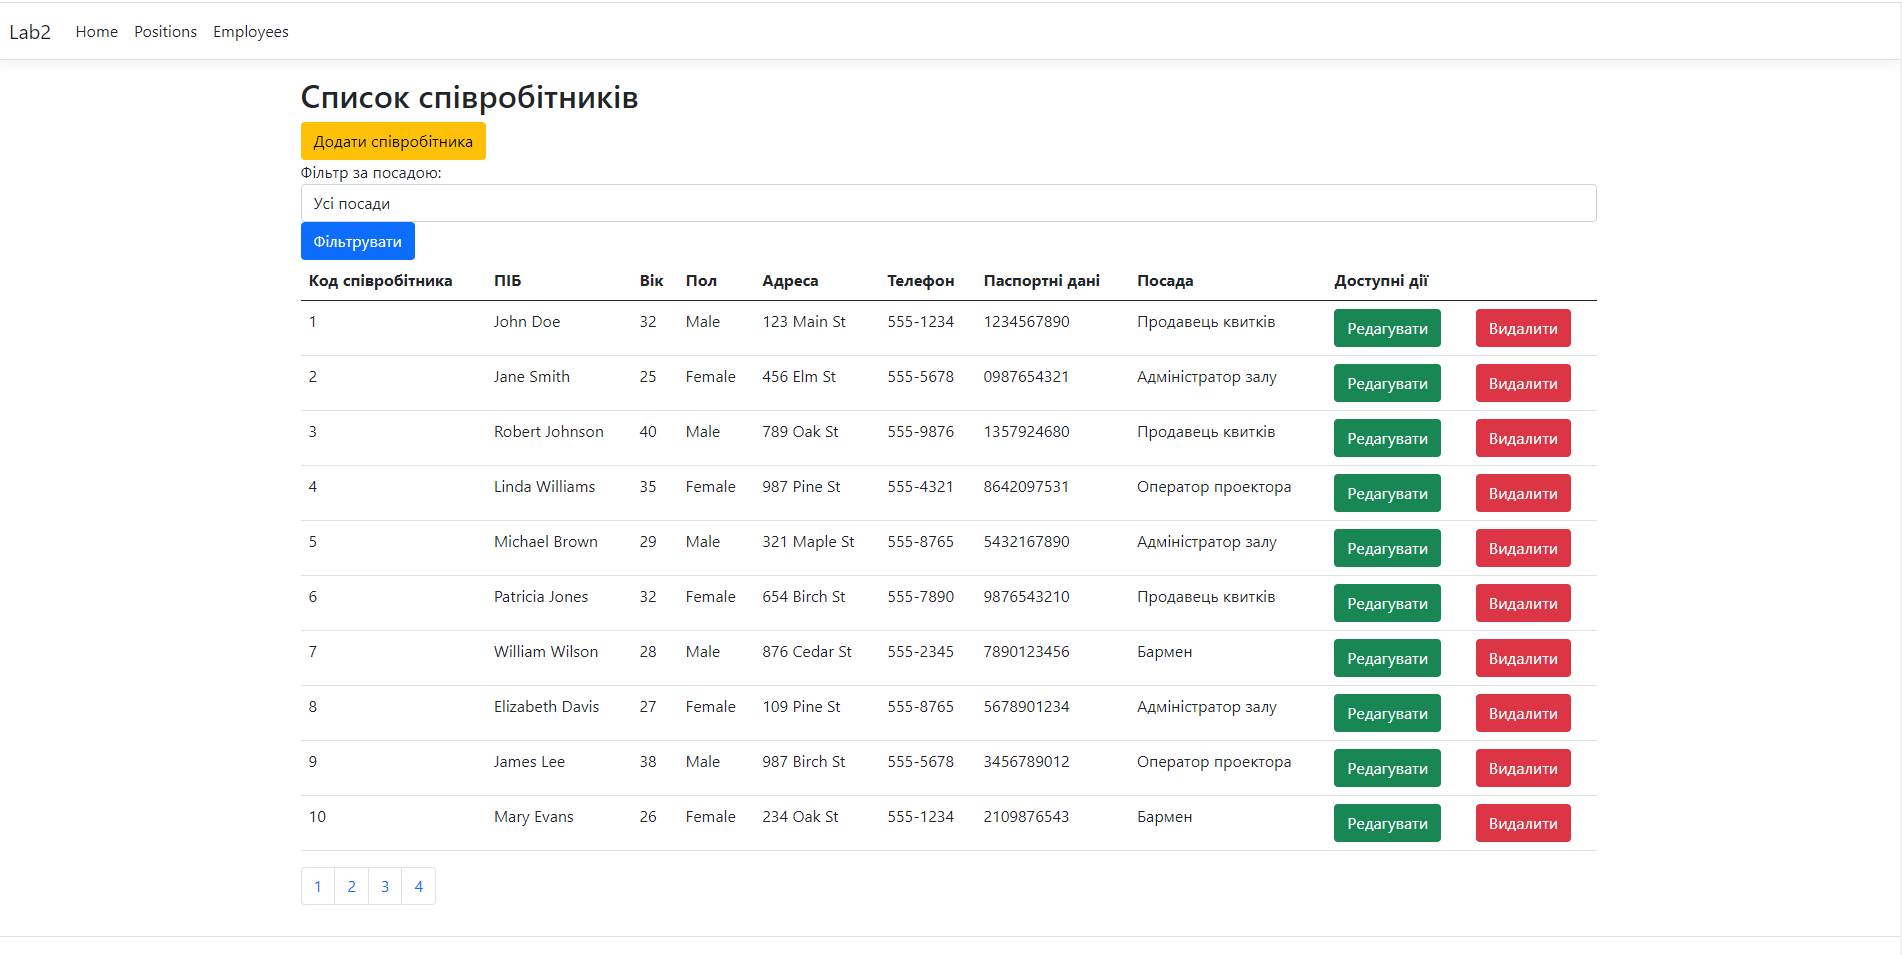 Lab2 Home Positions Employees
Список співробітників
Додати співробітника
Фільтр за посадою:
Усі посади
Фільтрувати
Код співробітника ПІБ Вік Пол Адреса Телефон Паспортні дані Посада Доступні дії
1 John Doe 32 Male 123 Main St 555-1234 1234567890 Продавець квитків Редагувати Видалити
2 Jane Smith 25 Female 456 Elm St 555-5678 0987654321 Адміністратор залу Редагувати Видалити
3 Robert Johnson 40 Male 789 Oak St 555-9876 1357924680 Продавець квитків Редагувати Видалити
4 Linda Williams 35 Female 987 Pine St 555-4321 8642097531 Оператор проектора Редагувати Видалити
5 Michael Brown 29 Male 321 Maple St 555-8765 5432167890 Адміністратор залу Редагувати Видалити
6 Patricia Jones 32 Female 654 Birch St 555-7890 9876543210 Продавець квитків Редагувати Видалити
7 William Wilson 28 Male 876 Cedar St 555-2345 7890123456 Бармен Редагувати Видалити
8 Elizabeth Davis 27 Female 109 Pine St 555-8765 5678901234 Адміністратор залу Редагувати Видалити
9 James Lee 38 Male 987 Birch St 555-5678 3456789012 Оператор проектора Редагувати Видалити
10 Mary Evans 26 Female 234 Oak St 555-1234 2109876543 Бармен Редагувати Видалити
1 2 3 4